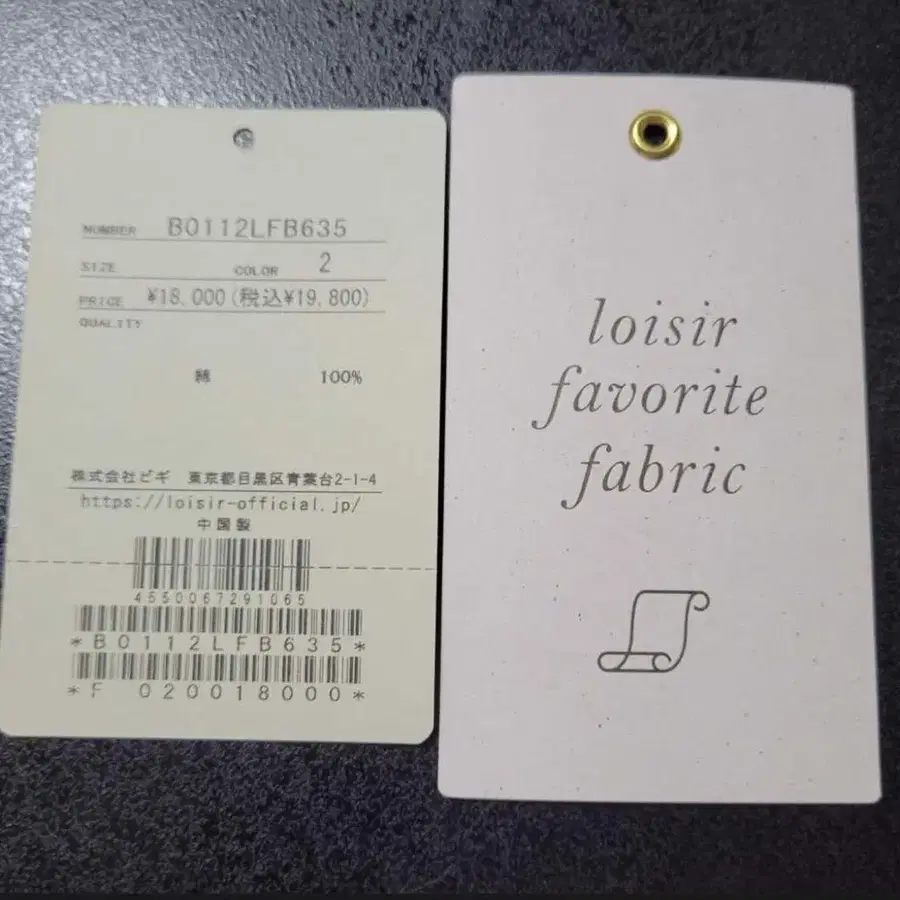 NUMBER B0112LFB635
SIZE COLOR 2
PRICE ¥18,000(税込¥19,800)
QUALITY
綿 100%
株式会社ビギ 東京都目黒区青葉台2-1-4
https://loisir-official.jp/
中国製
4550067291065
*B0112LFB635*
*F 020018000*
loisir
favorite
fabric